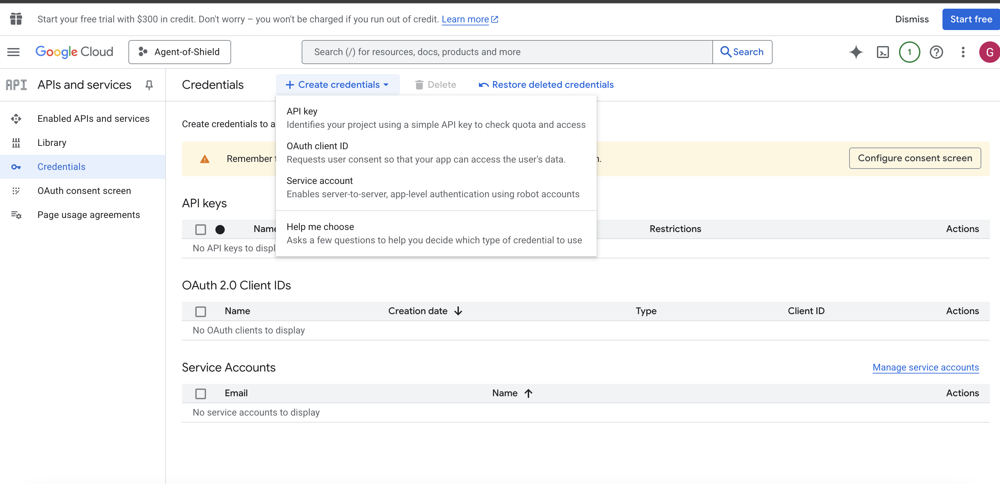 Start your free trial with $300 in credit. Don't worry – you won't be charged if you run out of credit. Learn more
Dismiss
Start free
Google Cloud
Agent-of-Shield
Search (/) for resources, docs, products and more
Search
1
G
API
APIs and services
Enabled APIs and services
Library
Credentials
OAuth consent screen
Page usage agreements
Credentials
Create credentials
Delete
Restore deleted credentials
Create credentials to a
API key
Identifies your project using a simple API key to check quota and access
OAuth client ID
Requests user consent so that your app can access the user's data.
Service account
Enables server-to-server, app-level authentication using robot accounts
Help me choose
Asks a few questions to help you decide which type of credential to use
Remember
Configure consent screen
API keys
Name
Restrictions
Actions
No API keys to displ
OAuth 2.0 Client IDs
Name
Creation date
Type
Client ID
Actions
No OAuth clients to display
Service Accounts
Manage service accounts
Email
Name
Actions
No service accounts to display